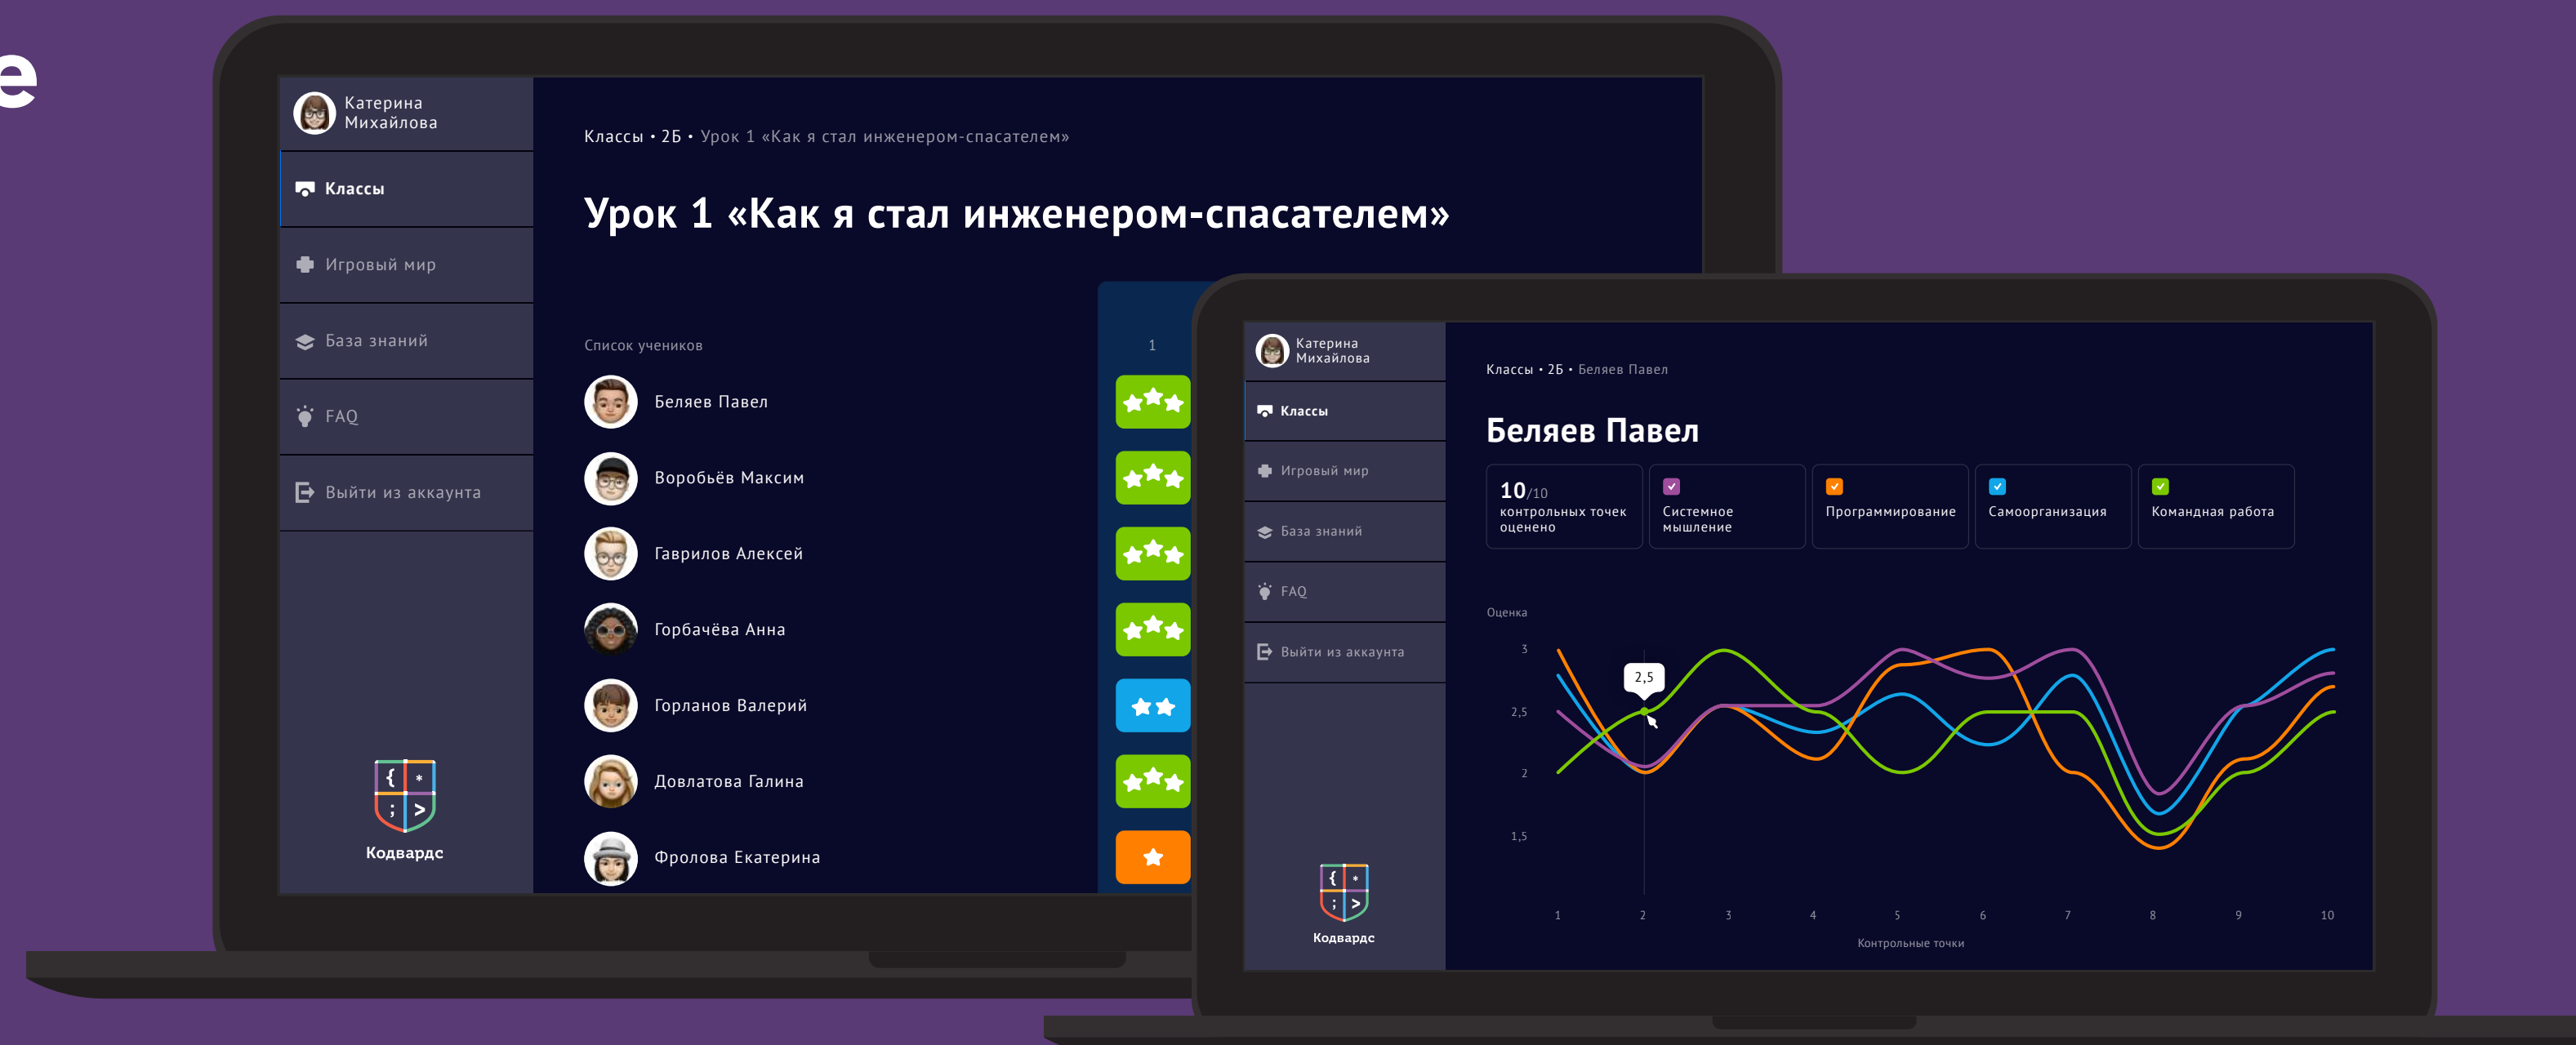 е
Катерина
Михайлова
Классы
Игровый мир
База знаний
FAQ
Выйти из аккаунта
{ *
; >
Кодвардс
Классы • 2Б • Урок 1 «Как я стал инженером-спасателем»
Урок 1 «Как я стал инженером-спасателем»
Список учеников
1
Беляев Павел
Воробьёв Максим
Гаврилов Алексей
Горбачёва Анна
Горланов Валерий
Довлатова Галина
Фролова Екатерина
Катерина
Михайлова
Классы
Игровый мир
База знаний
FAQ
Выйти из аккаунта
{ *
; >
Кодвардс
Классы • 2Б • Беляев Павел
Беляев Павел
10/10
контрольных точек
оценено
Системное
мышление
Программирование
Самоорганизация
Командная работа
Оценка
3
2,5
2,5
2
1,5
1 2 3 4 5 6 7 8 9 10
Контрольные точки